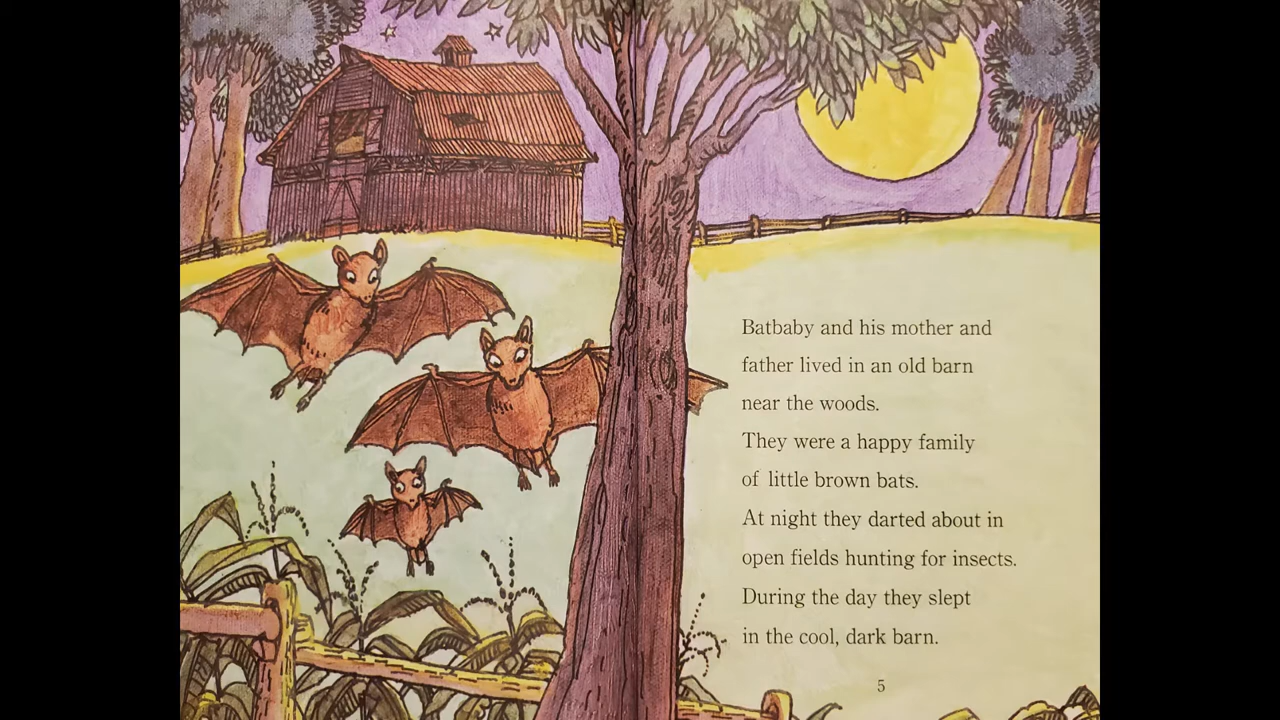 Batbaby and his mother and
father lived in an old barn
near the woods.
They were a happy family
of little brown bats.
At night they darted about in
open fields hunting for insects.
During the day they slept
in the cool, dark barn.
5